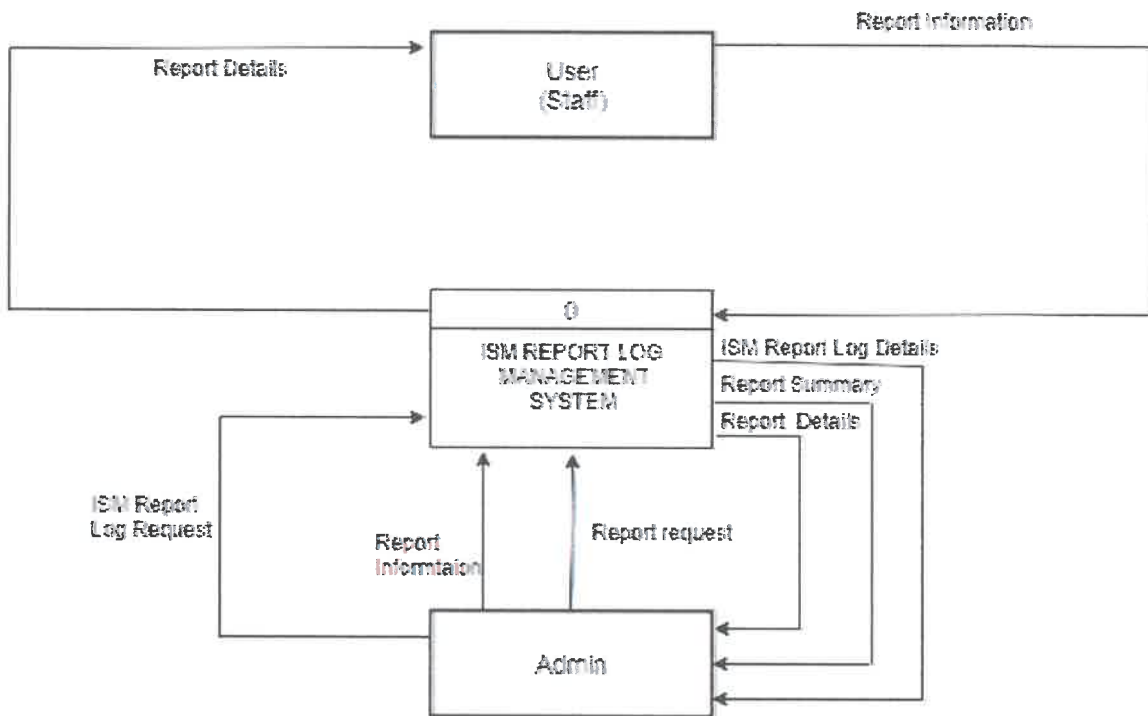 Report Information
Report Details
User
(Staff)
0
ISM REPORT LOG
MANAGEMENT
SYSTEM
ISM Report Log Details
Report Summary
Report Details
ISM Report
Log Request
Report
Informtaion
Report request
Admin